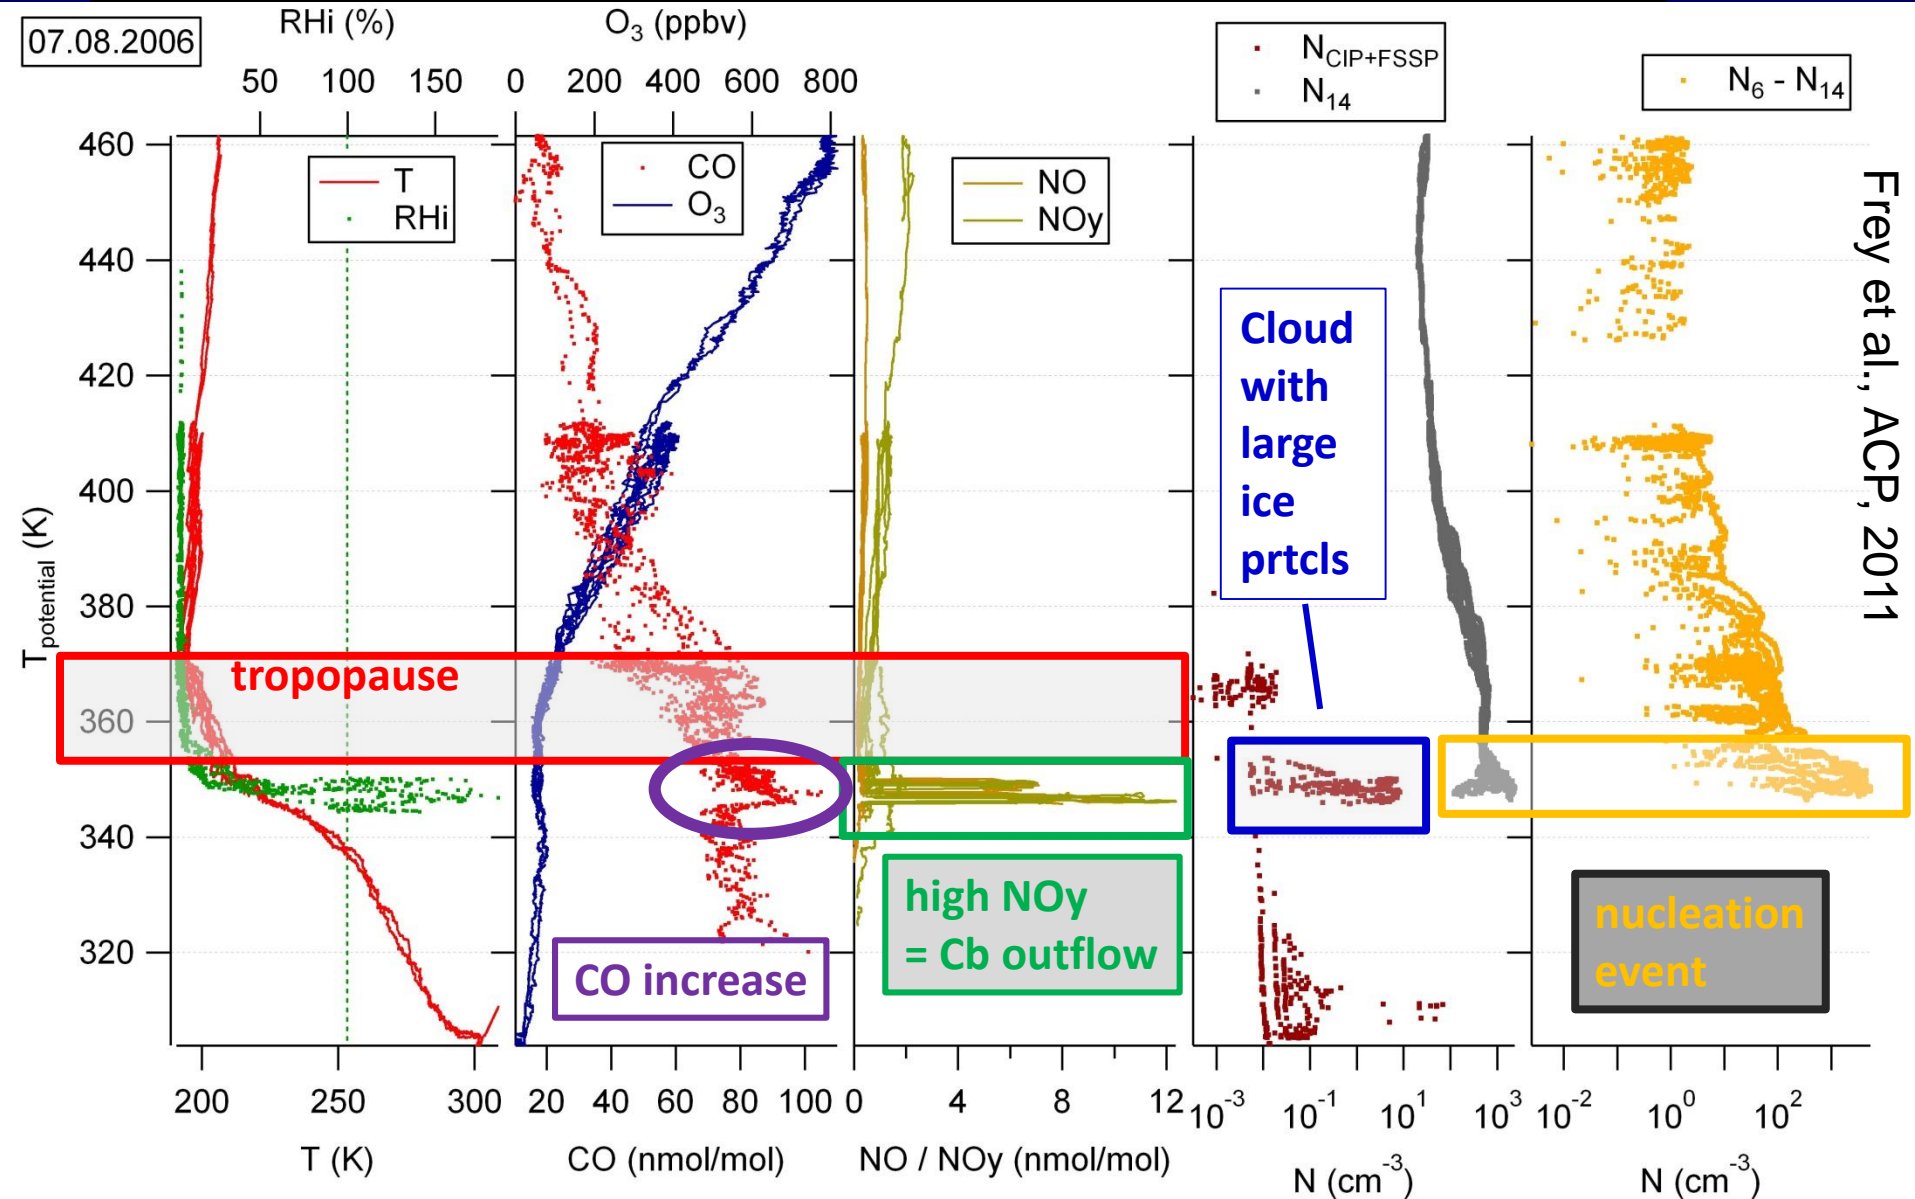 07.08.2006
RHi (%)
50 100 150
O3 (ppbv)
0 200 400 600 800
NCIP+FSSP
N14
N6 - N14
T
RHi
CO
O3
NO
NOy
Tpotential (K)
460
440
420
400
380
360
340
320
Cloud
with
large
ice
prtcls
Frey et al., ACP, 2011
tropopause
CO increase
high NOy
= Cb outflow
nucleation
event
200 250 300
T (K)
20 40 60 80 100
CO (nmol/mol)
0 4 8 12
NO / NOy (nmol/mol)
10-3 10-1 101 103
N (cm-3)
10-2 100 102
N (cm-3)